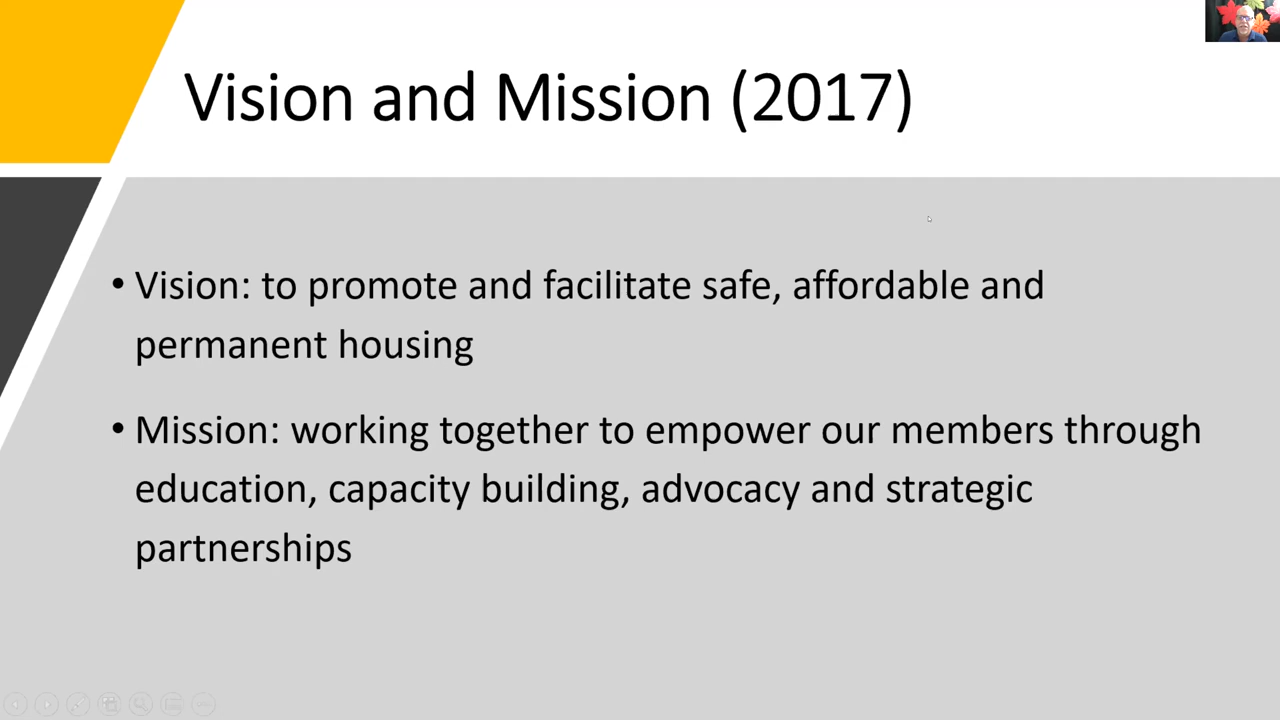 Vision and Mission (2017)
• Vision: to promote and facilitate safe, affordable and
permanent housing
• Mission: working together to empower our members through
education, capacity building, advocacy and strategic
partnerships